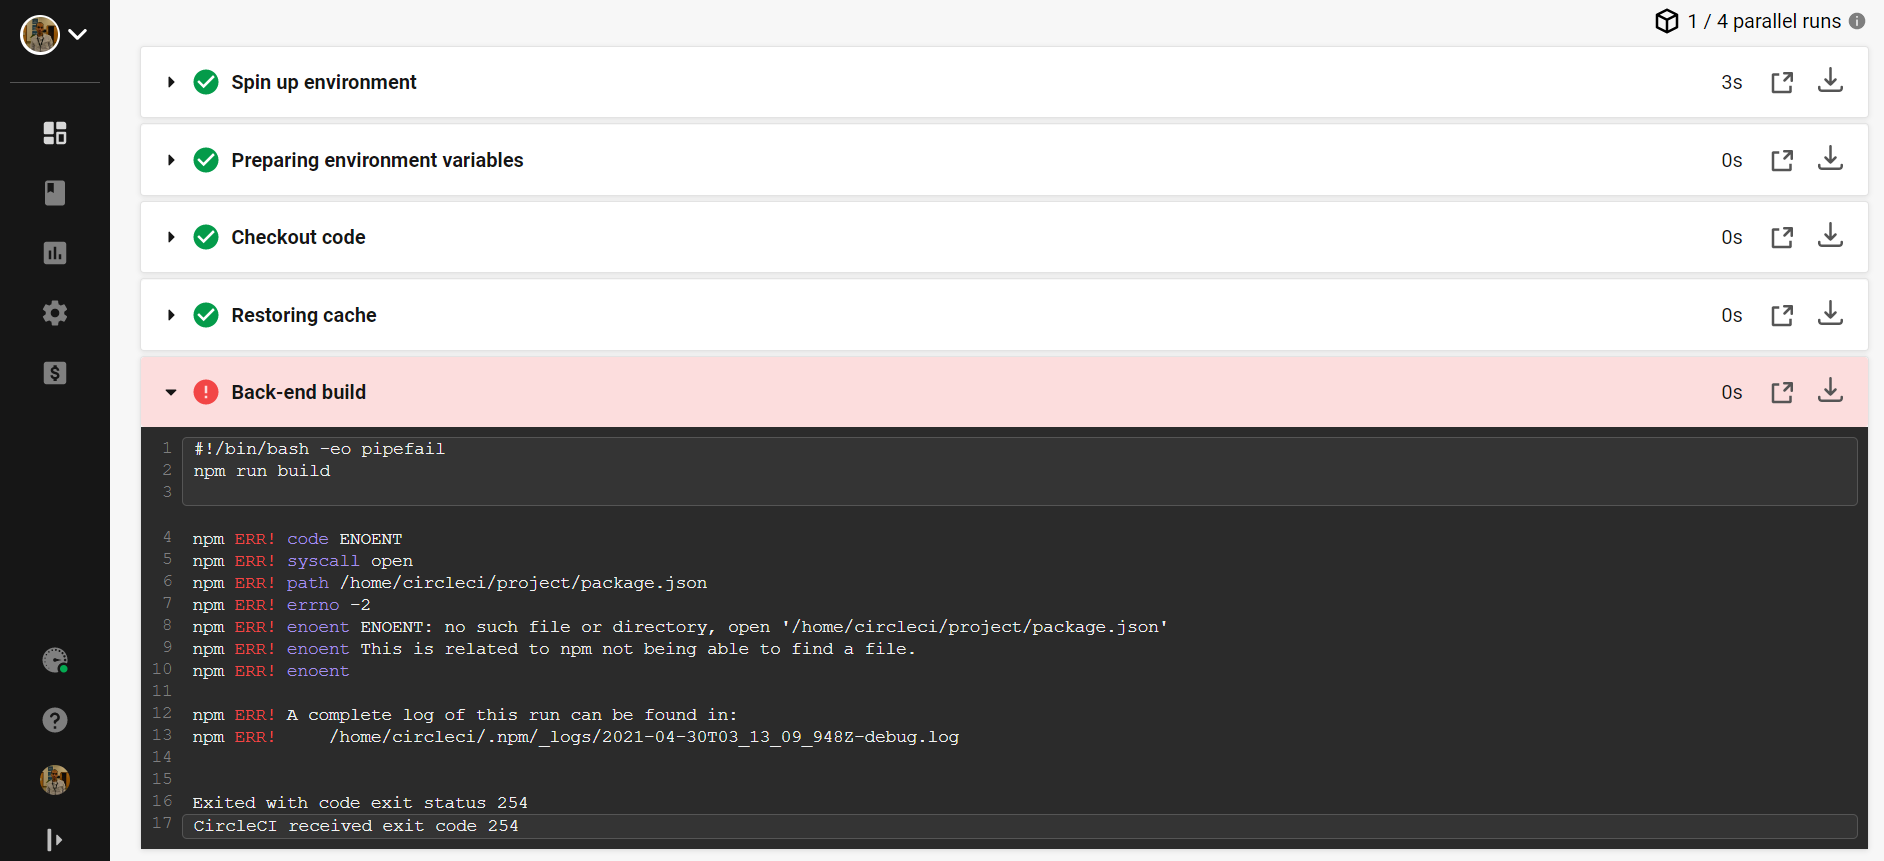 1 / 4 parallel runs
Spin up environment 3s
Preparing environment variables 0s
Checkout code 0s
Restoring cache 0s
Back-end build 0s
1 #!/bin/bash -eo pipefail
2 npm run build
3
4 npm ERR! code ENOENT
5 npm ERR! syscall open
6 npm ERR! path /home/circleci/project/package.json
7 npm ERR! errno -2
8 npm ERR! enoent ENOENT: no such file or directory, open '/home/circleci/project/package.json'
9 npm ERR! enoent This is related to npm not being able to find a file.
10 npm ERR! enoent
11
12 npm ERR! A complete log of this run can be found in:
13 npm ERR!     /home/circleci/.npm/_logs/2021-04-30T03_13_09_948Z-debug.log
14
15
16 Exited with code exit status 254
17 CircleCI received exit code 254